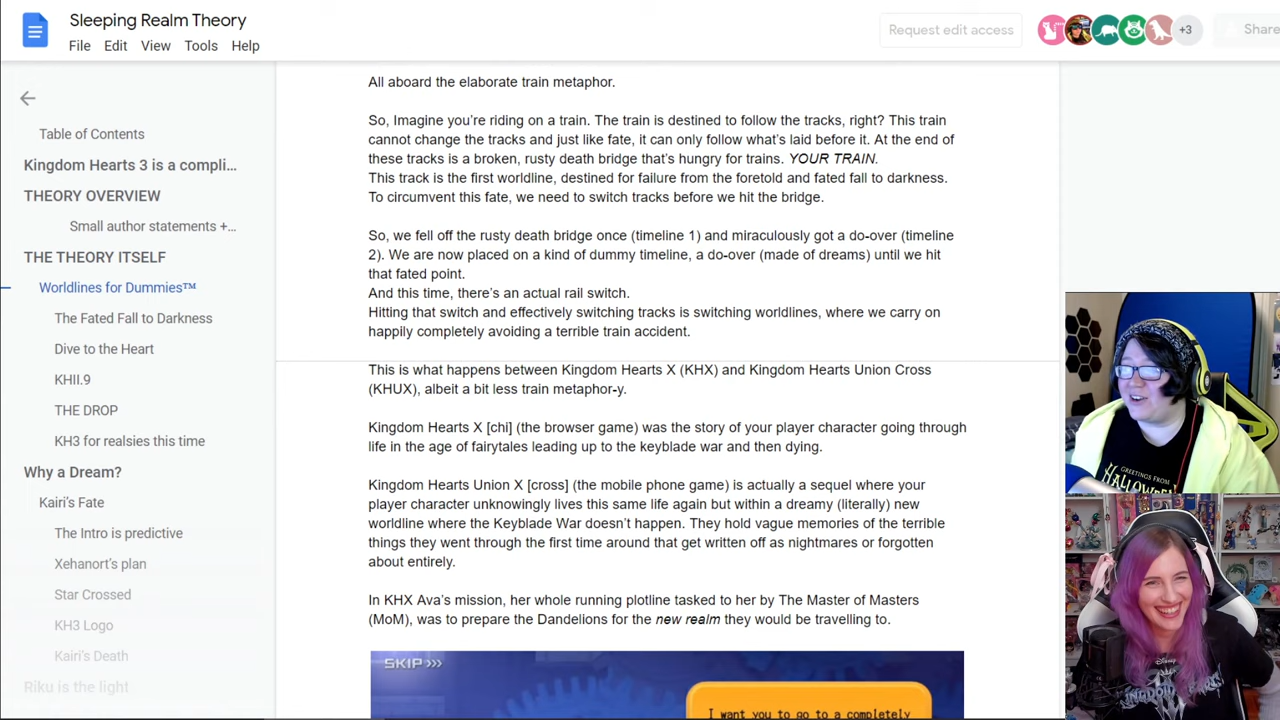 Sleeping Realm Theory
File Edit View Tools Help
Request edit access
+3
Share
Table of Contents
Kingdom Hearts 3 is a compli...
THEORY OVERVIEW
Small author statements +...
THE THEORY ITSELF
Worldlines for Dummies™
The Fated Fall to Darkness
Dive to the Heart
KHII.9
THE DROP
KH3 for realsies this time
Why a Dream?
Kairi's Fate
The Intro is predictive
Xehanort's plan
Star Crossed
KH3 Logo
Kairi's Death
Riku is the light
All aboard the elaborate train metaphor.
So, Imagine you're riding on a train. The train is destined to follow the tracks, right? This train
cannot change the tracks and just like fate, it can only follow what's laid before it. At the end of
these tracks is a broken, rusty death bridge that's hungry for trains. YOUR TRAIN.
This track is the first worldline, destined for failure from the foretold and fated fall to darkness.
To circumvent this fate, we need to switch tracks before we hit the bridge.
So, we fell off the rusty death bridge once (timeline 1) and miraculously got a do-over (timeline
2). We are now placed on a kind of dummy timeline, a do-over (made of dreams) until we hit
that fated point.
And this time, there's an actual rail switch.
Hitting that switch and effectively switching tracks is switching worldlines, where we carry on
happily completely avoiding a terrible train accident.
This is what happens between Kingdom Hearts X (KHX) and Kingdom Hearts Union Cross
(KHUX), albeit a bit less train metaphor-y.
Kingdom Hearts X [chi] (the browser game) was the story of your player character going through
life in the age of fairytales leading up to the keyblade war and then dying.
Kingdom Hearts Union X [cross] (the mobile phone game) is actually a sequel where your
player character unknowingly lives this same life again but within a dreamy (literally) new
worldline where the Keyblade War doesn't happen. They hold vague memories of the terrible
things they went through the first time around that get written off as nightmares or forgotten
about entirely.
In KHX Ava's mission, her whole running plotline tasked to her by The Master of Masters
(MoM), was to prepare the Dandelions for the new realm they would be travelling to.
SKIP >>>
I want you to go to a completely
GREETINGS FROM
HALLOWE
Disney
KINGDOM